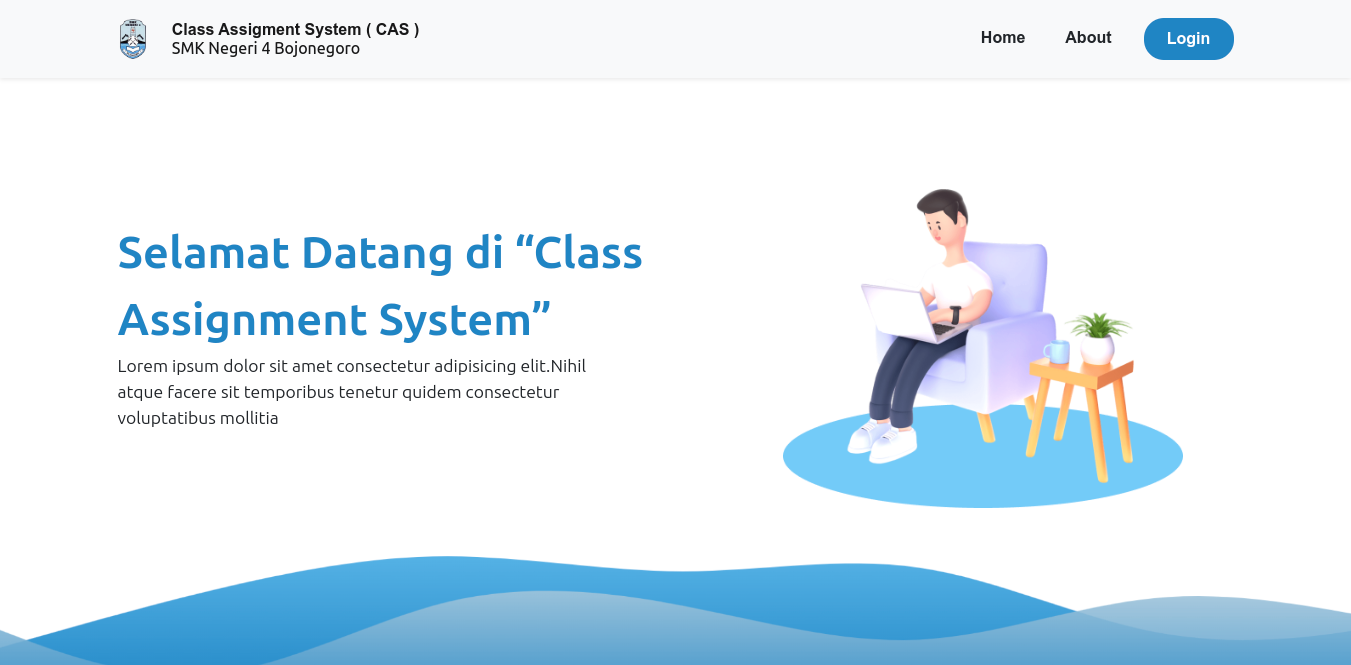 Class Assigment System ( CAS )
SMK Negeri 4 Bojonegoro
Home
About
Login
Selamat Datang di “Class
Assignment System”
Lorem ipsum dolor sit amet consectetur adipisicing elit.Nihil
atque facere sit temporibus tenetur quidem consectetur
voluptatibus mollitia